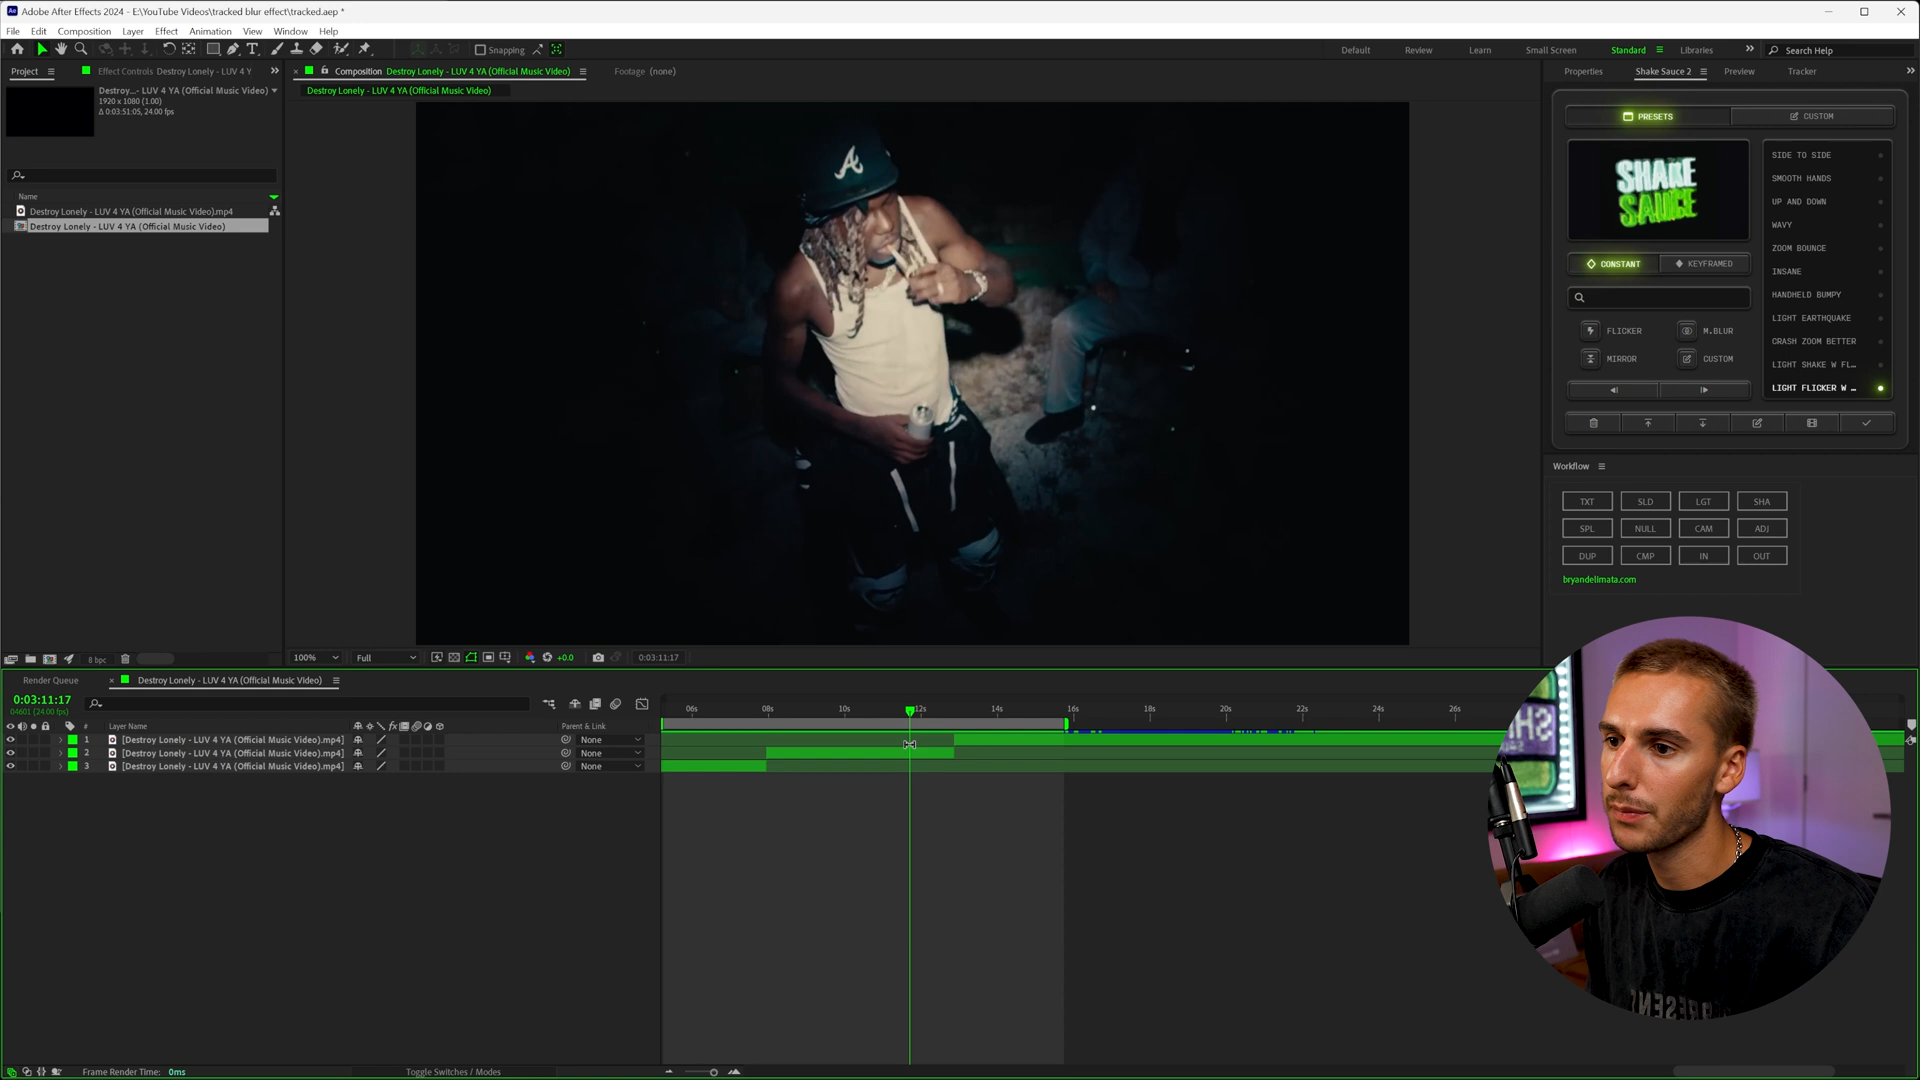 Adobe After Effects 2024 - E:\YouTube Videos\tracked blur effect\tracked.aep *
File Edit Composition Layer Effect Animation View Window Help
Snapping
Default Review Learn Small Screen Standard Libraries Search Help
Project Effect Controls Destroy Lonely - LUV 4 Y
Composition Destroy Lonely - LUV 4 YA (Official Music Video) Footage (none)
Properties Shake Sauce 2 Preview Tracker
Destroy...- LUV 4 YA (Official Music Video)
1920 x 1080 (1.00)
Δ 0:03:51:05, 24.00 fps
Destroy Lonely - LUV 4 YA (Official Music Video)
PRESETS CUSTOM
SHAKE
SAUCE
SIDE TO SIDE
SMOOTH HANDS
UP AND DOWN
WAVY
ZOOM BOUNCE
INSANE
HANDHELD BUMPY
LIGHT EARTHQUAKE
CRASH ZOOM BETTER
LIGHT SHAKE W FL...
LIGHT FLICKER W ...
CONSTANT KEYFRAMED
FLICKER M.BLUR
MIRROR CUSTOM
Name
Destroy Lonely - LUV 4 YA (Official Music Video).mp4
Destroy Lonely - LUV 4 YA (Official Music Video)
A
Workflow
TXT SLD LGT SHA
SPL NULL CAM ADJ
DUP CMP IN OUT
bryandelimata.com
8 bpc
100% Full +0.0 0:03:11:17
Render Queue Destroy Lonely - LUV 4 YA (Official Music Video)
0:03:11:17
04601 (24.00 fps)
06s 08s 10s 12s 14s 16s 18s 20s 22s 24s 26s
# Layer Name fx Parent & Link
1 [Destroy Lonely - LUV 4 YA (Official Music Video).mp4] None
2 [Destroy Lonely - LUV 4 YA (Official Music Video).mp4] None
3 [Destroy Lonely - LUV 4 YA (Official Music Video).mp4] None
Frame Render Time: 0ms Toggle Switches / Modes